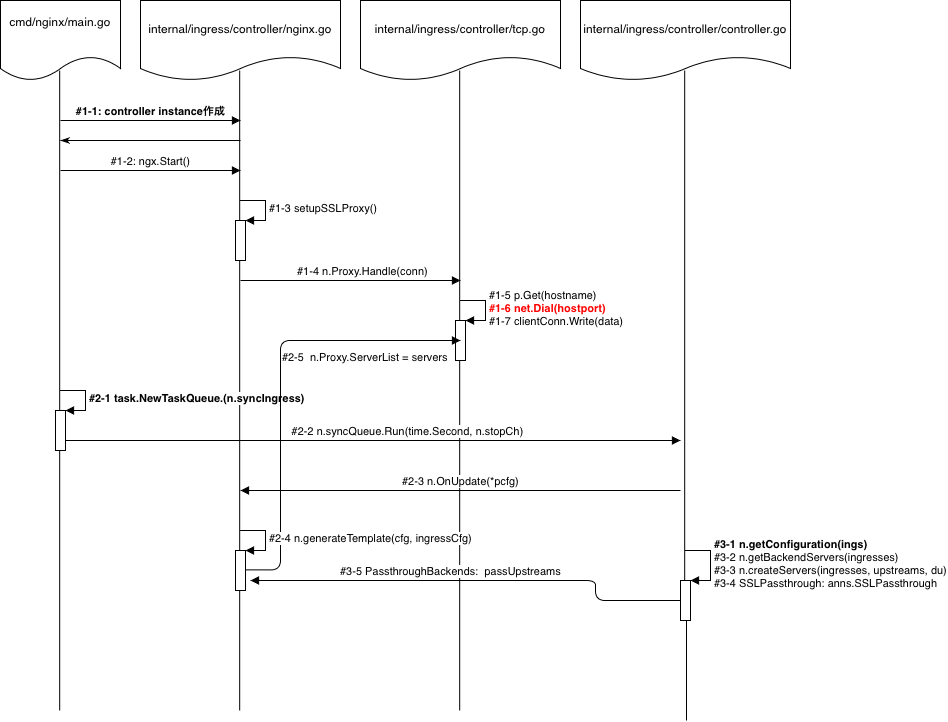 cmd/nginx/main.go
internal/ingress/controller/nginx.go
internal/ingress/controller/tcp.go
internal/ingress/controller/controller.go
#1-1: controller instance作成
#1-2: ngx.Start()
#1-3 setupSSLProxy()
#1-4 n.Proxy.Handle(conn)
#1-5 p.Get(hostname)
#1-6 net.Dial(hostport)
#1-7 clientConn.Write(data)
#2-5 n.Proxy.ServerList = servers
#2-1 task.NewTaskQueue.(n.syncIngress)
#2-2 n.syncQueue.Run(time.Second, n.stopCh)
#2-3 n.OnUpdate(*pcfg)
#2-4 n.generateTemplate(cfg, ingressCfg)
#3-1 n.getConfiguration(ings)
#3-2 n.getBackendServers(ingresses)
#3-3 n.createServers(ingresses, upstreams, du)
#3-4 SSLPassthrough: anns.SSLPassthrough
#3-5 PassthroughBackends: passUpstreams